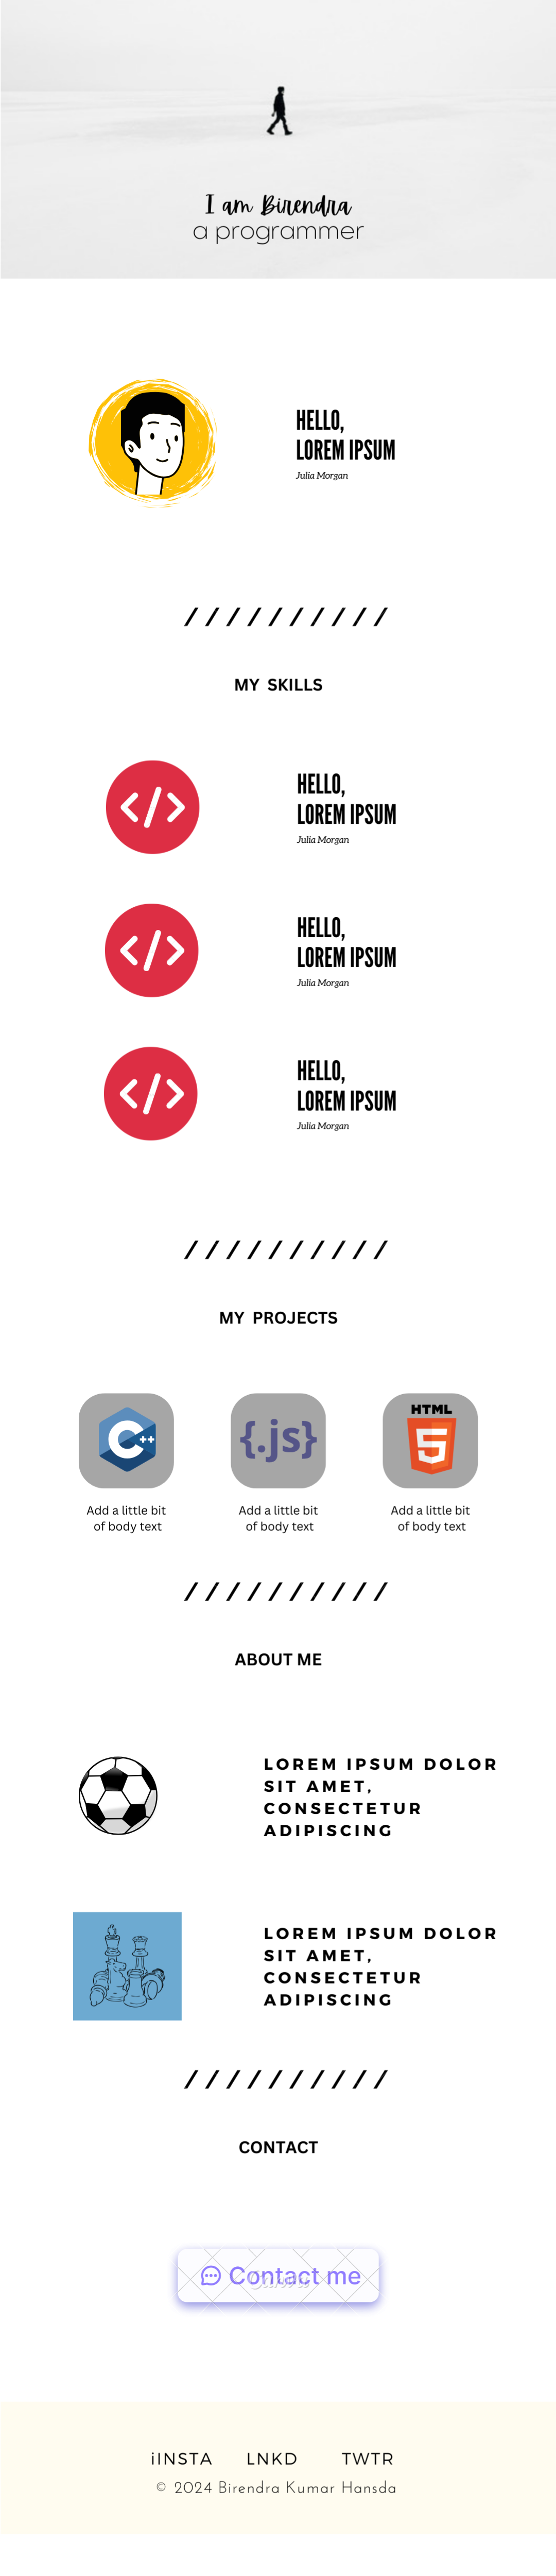 I am Birendra
a programmer
HELLO,
LOREM IPSUM
Julia Morgan
MY SKILLS
</>
HELLO,
LOREM IPSUM
Julia Morgan
</>
HELLO,
LOREM IPSUM
Julia Morgan
</>
HELLO,
LOREM IPSUM
Julia Morgan
MY PROJECTS
C++
{.js}
HTML
5
Add a little bit
of body text
Add a little bit
of body text
Add a little bit
of body text
ABOUT ME
LOREM IPSUM DOLOR
SIT AMET,
CONSECTETUR
ADIPISCING
LOREM IPSUM DOLOR
SIT AMET,
CONSECTETUR
ADIPISCING
CONTACT
Contact me
Canva
iINSTA LNKD TWTR
© 2024 Birendra Kumar Hansda